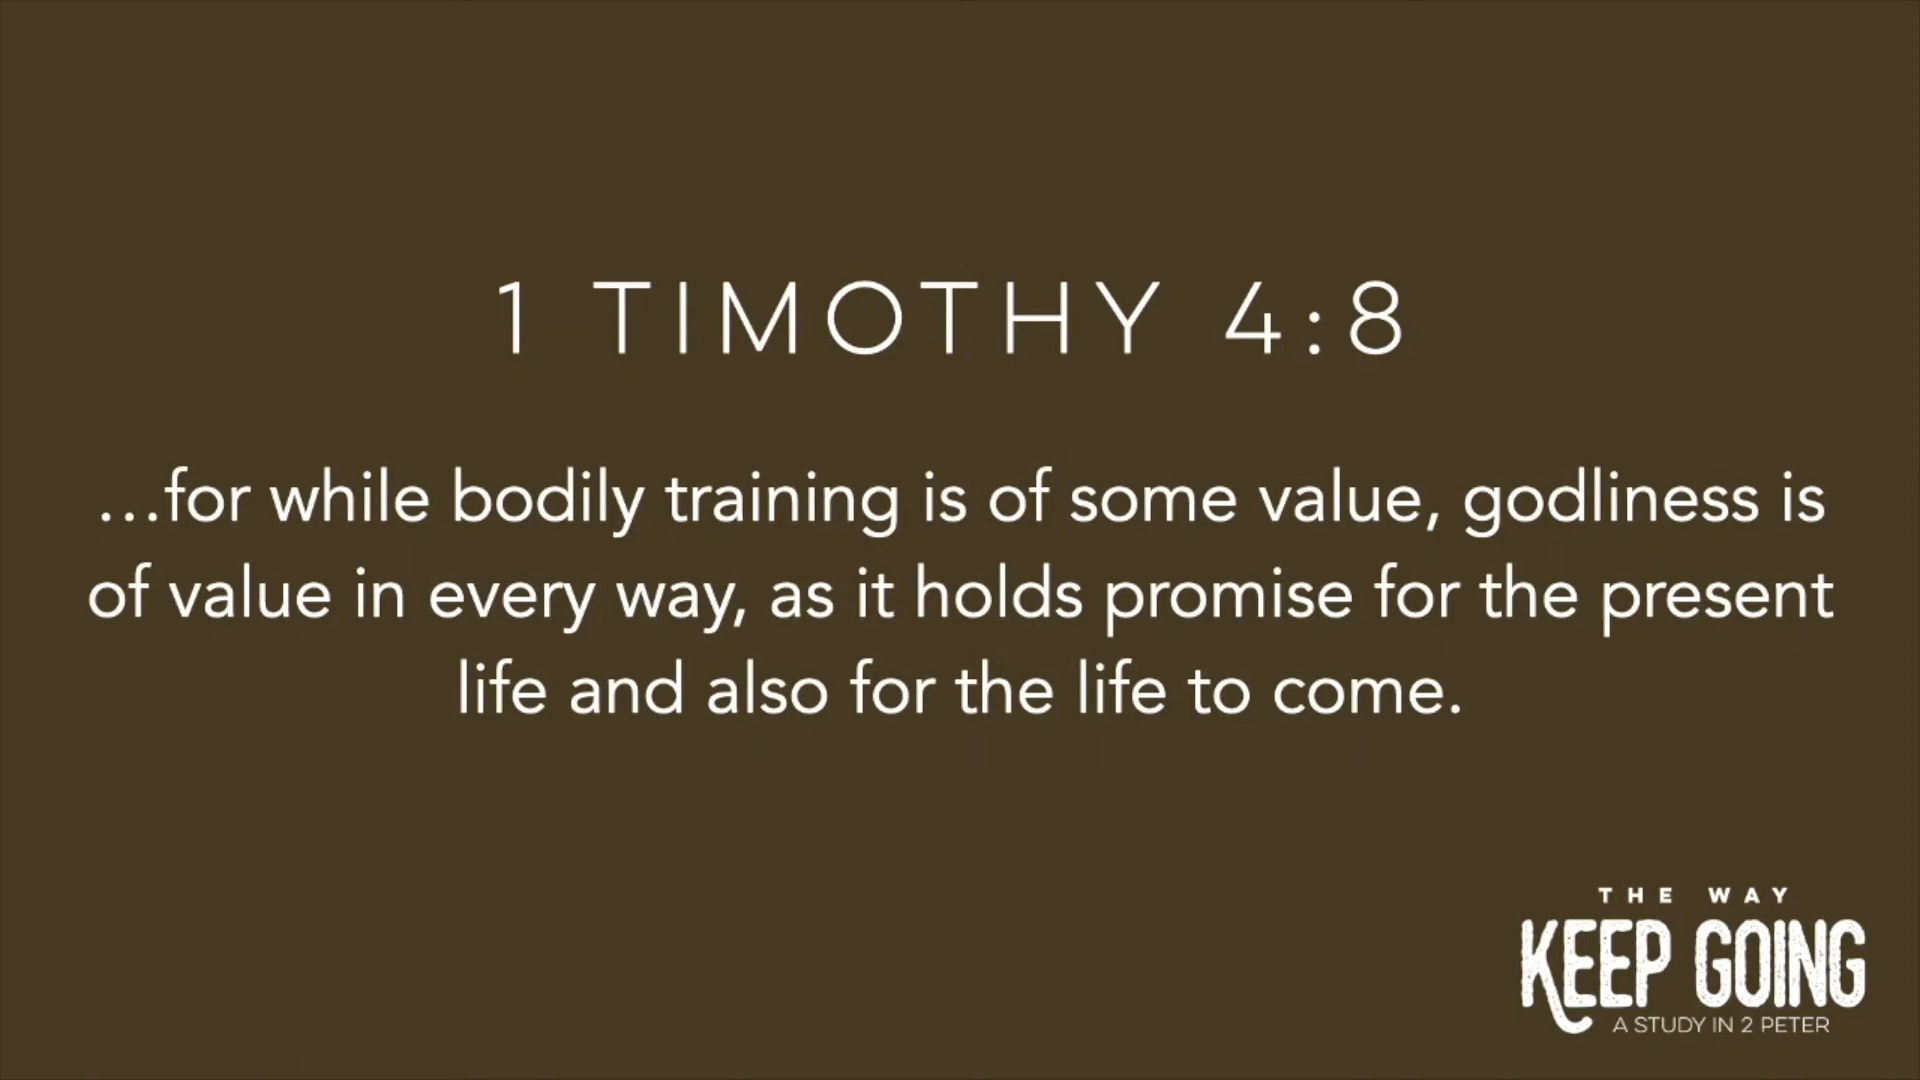 1 TIMOTHY 4:8
…for while bodily training is of some value, godliness is
of value in every way, as it holds promise for the present
life and also for the life to come.
THE WAY
KEEP GOING
A STUDY IN 2 PETER